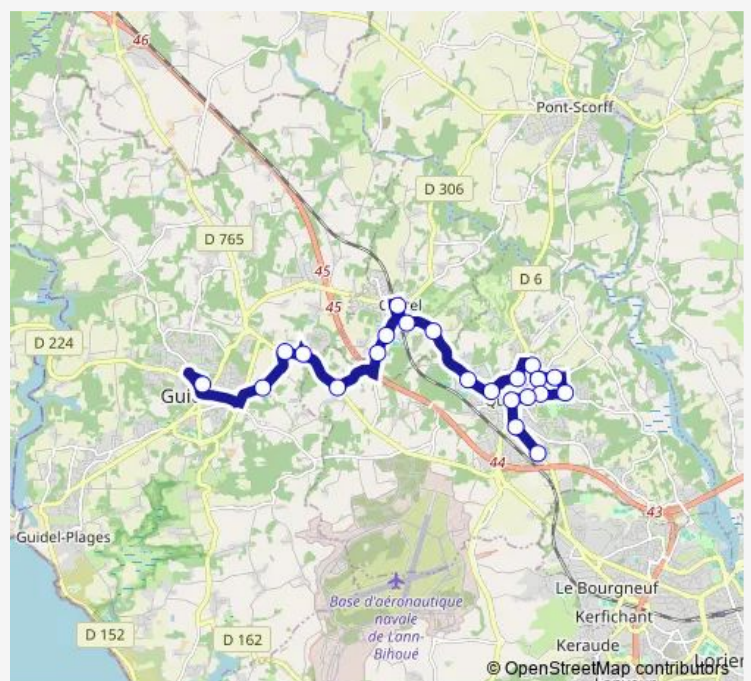 46
Pont-Scorff
D 306
D 765
D 6
45
45
D 224
44
43
Guidel-Plages
Le Bourgneuf
Base d'aéronautique
navale
de Lann-
Bihoué
Kerfichant
D 152
D 162
Keraude
© OpenStreetMap contributors